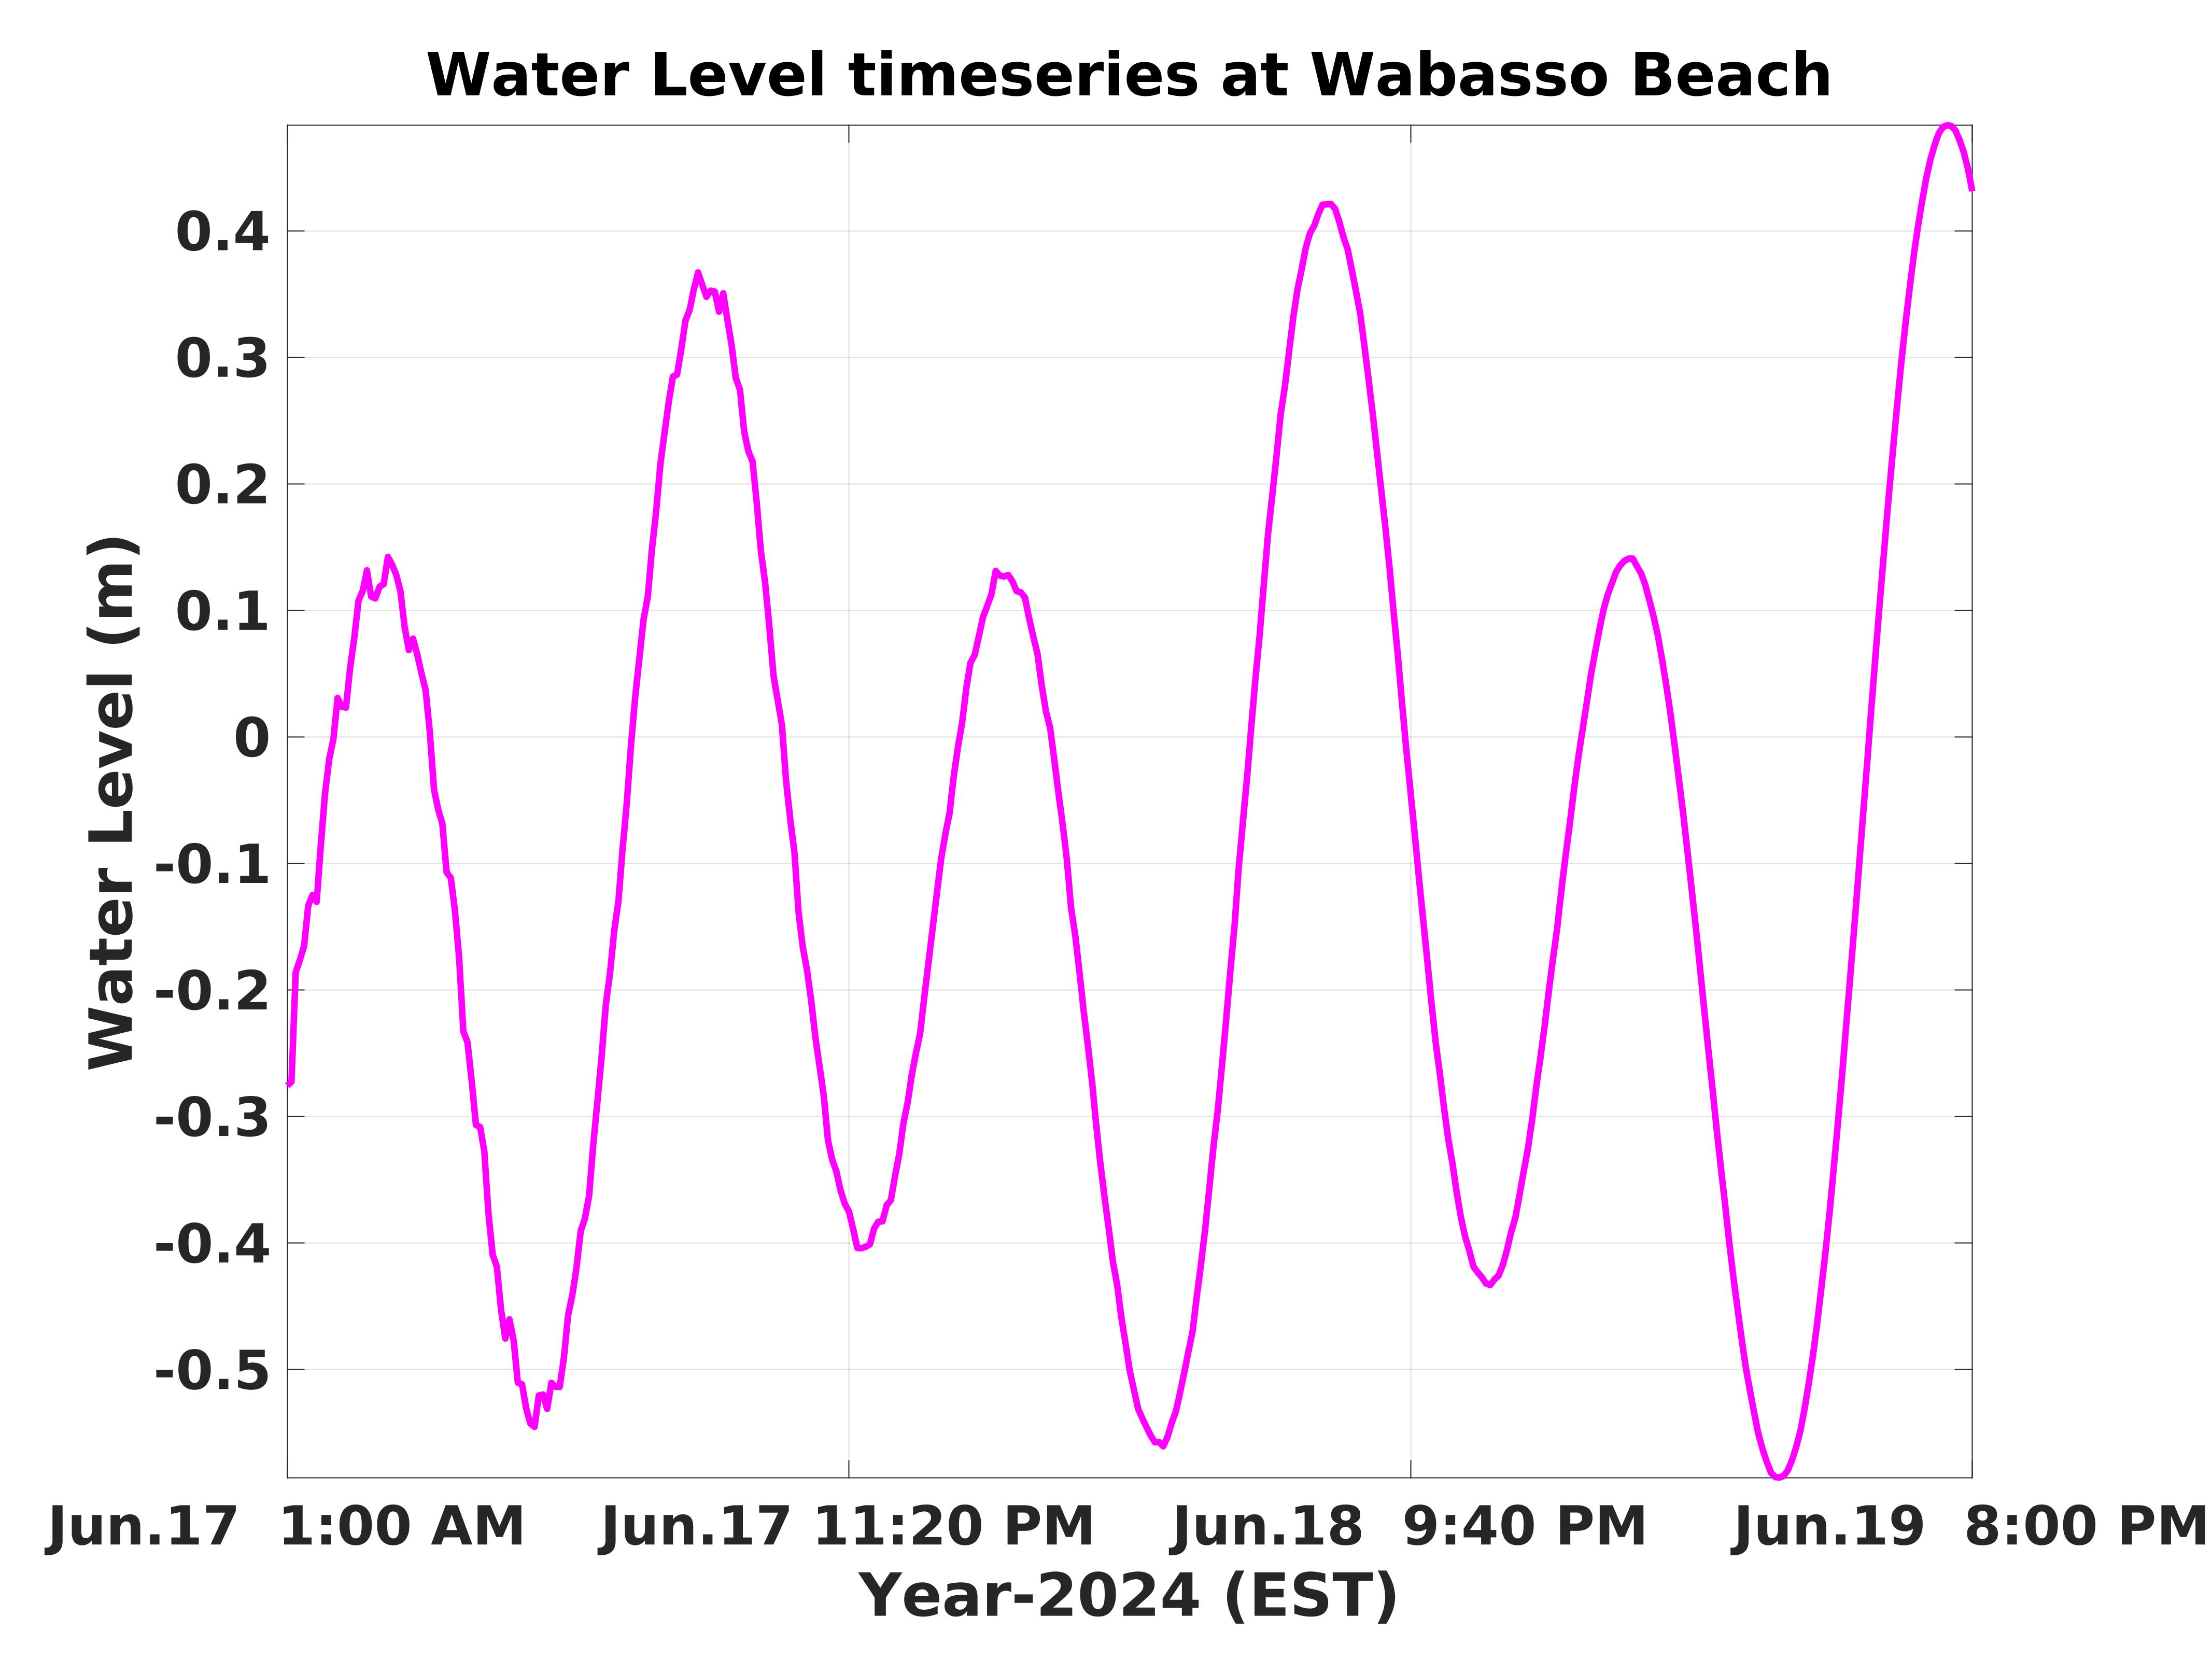 Water Level timeseries at Wabasso Beach
Water Level (m)
0.4
0.3
0.2
0.1
0
-0.1
-0.2
-0.3
-0.4
-0.5
Jun.17 1:00 AM Jun.17 11:20 PM Jun.18 9:40 PM Jun.19 8:00 PM
Year-2024 (EST)